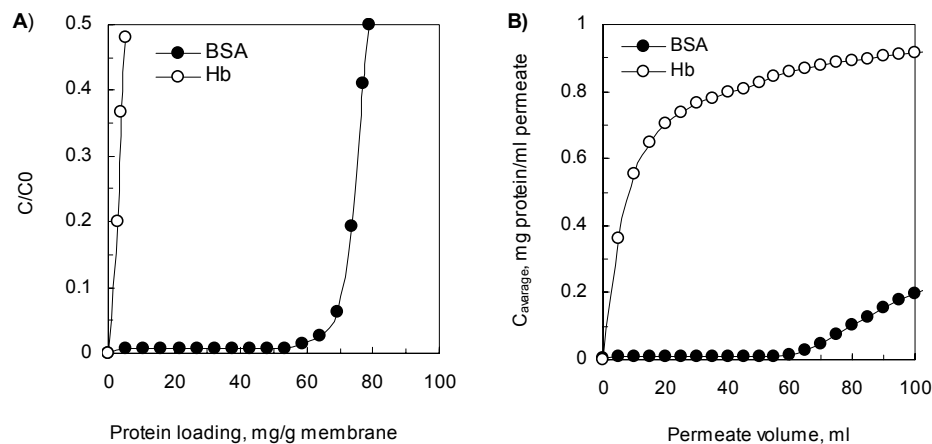 A)
BSA
Hb
C/C0
0.5
0.4
0.3
0.2
0.1
0
0 20 40 60 80 100
Protein loading, mg/g membrane
B)
BSA
Hb
Caverage, mg protein/ml permeate
1
0.8
0.6
0.4
0.2
0
0 20 40 60 80 100
Permeate volume, ml